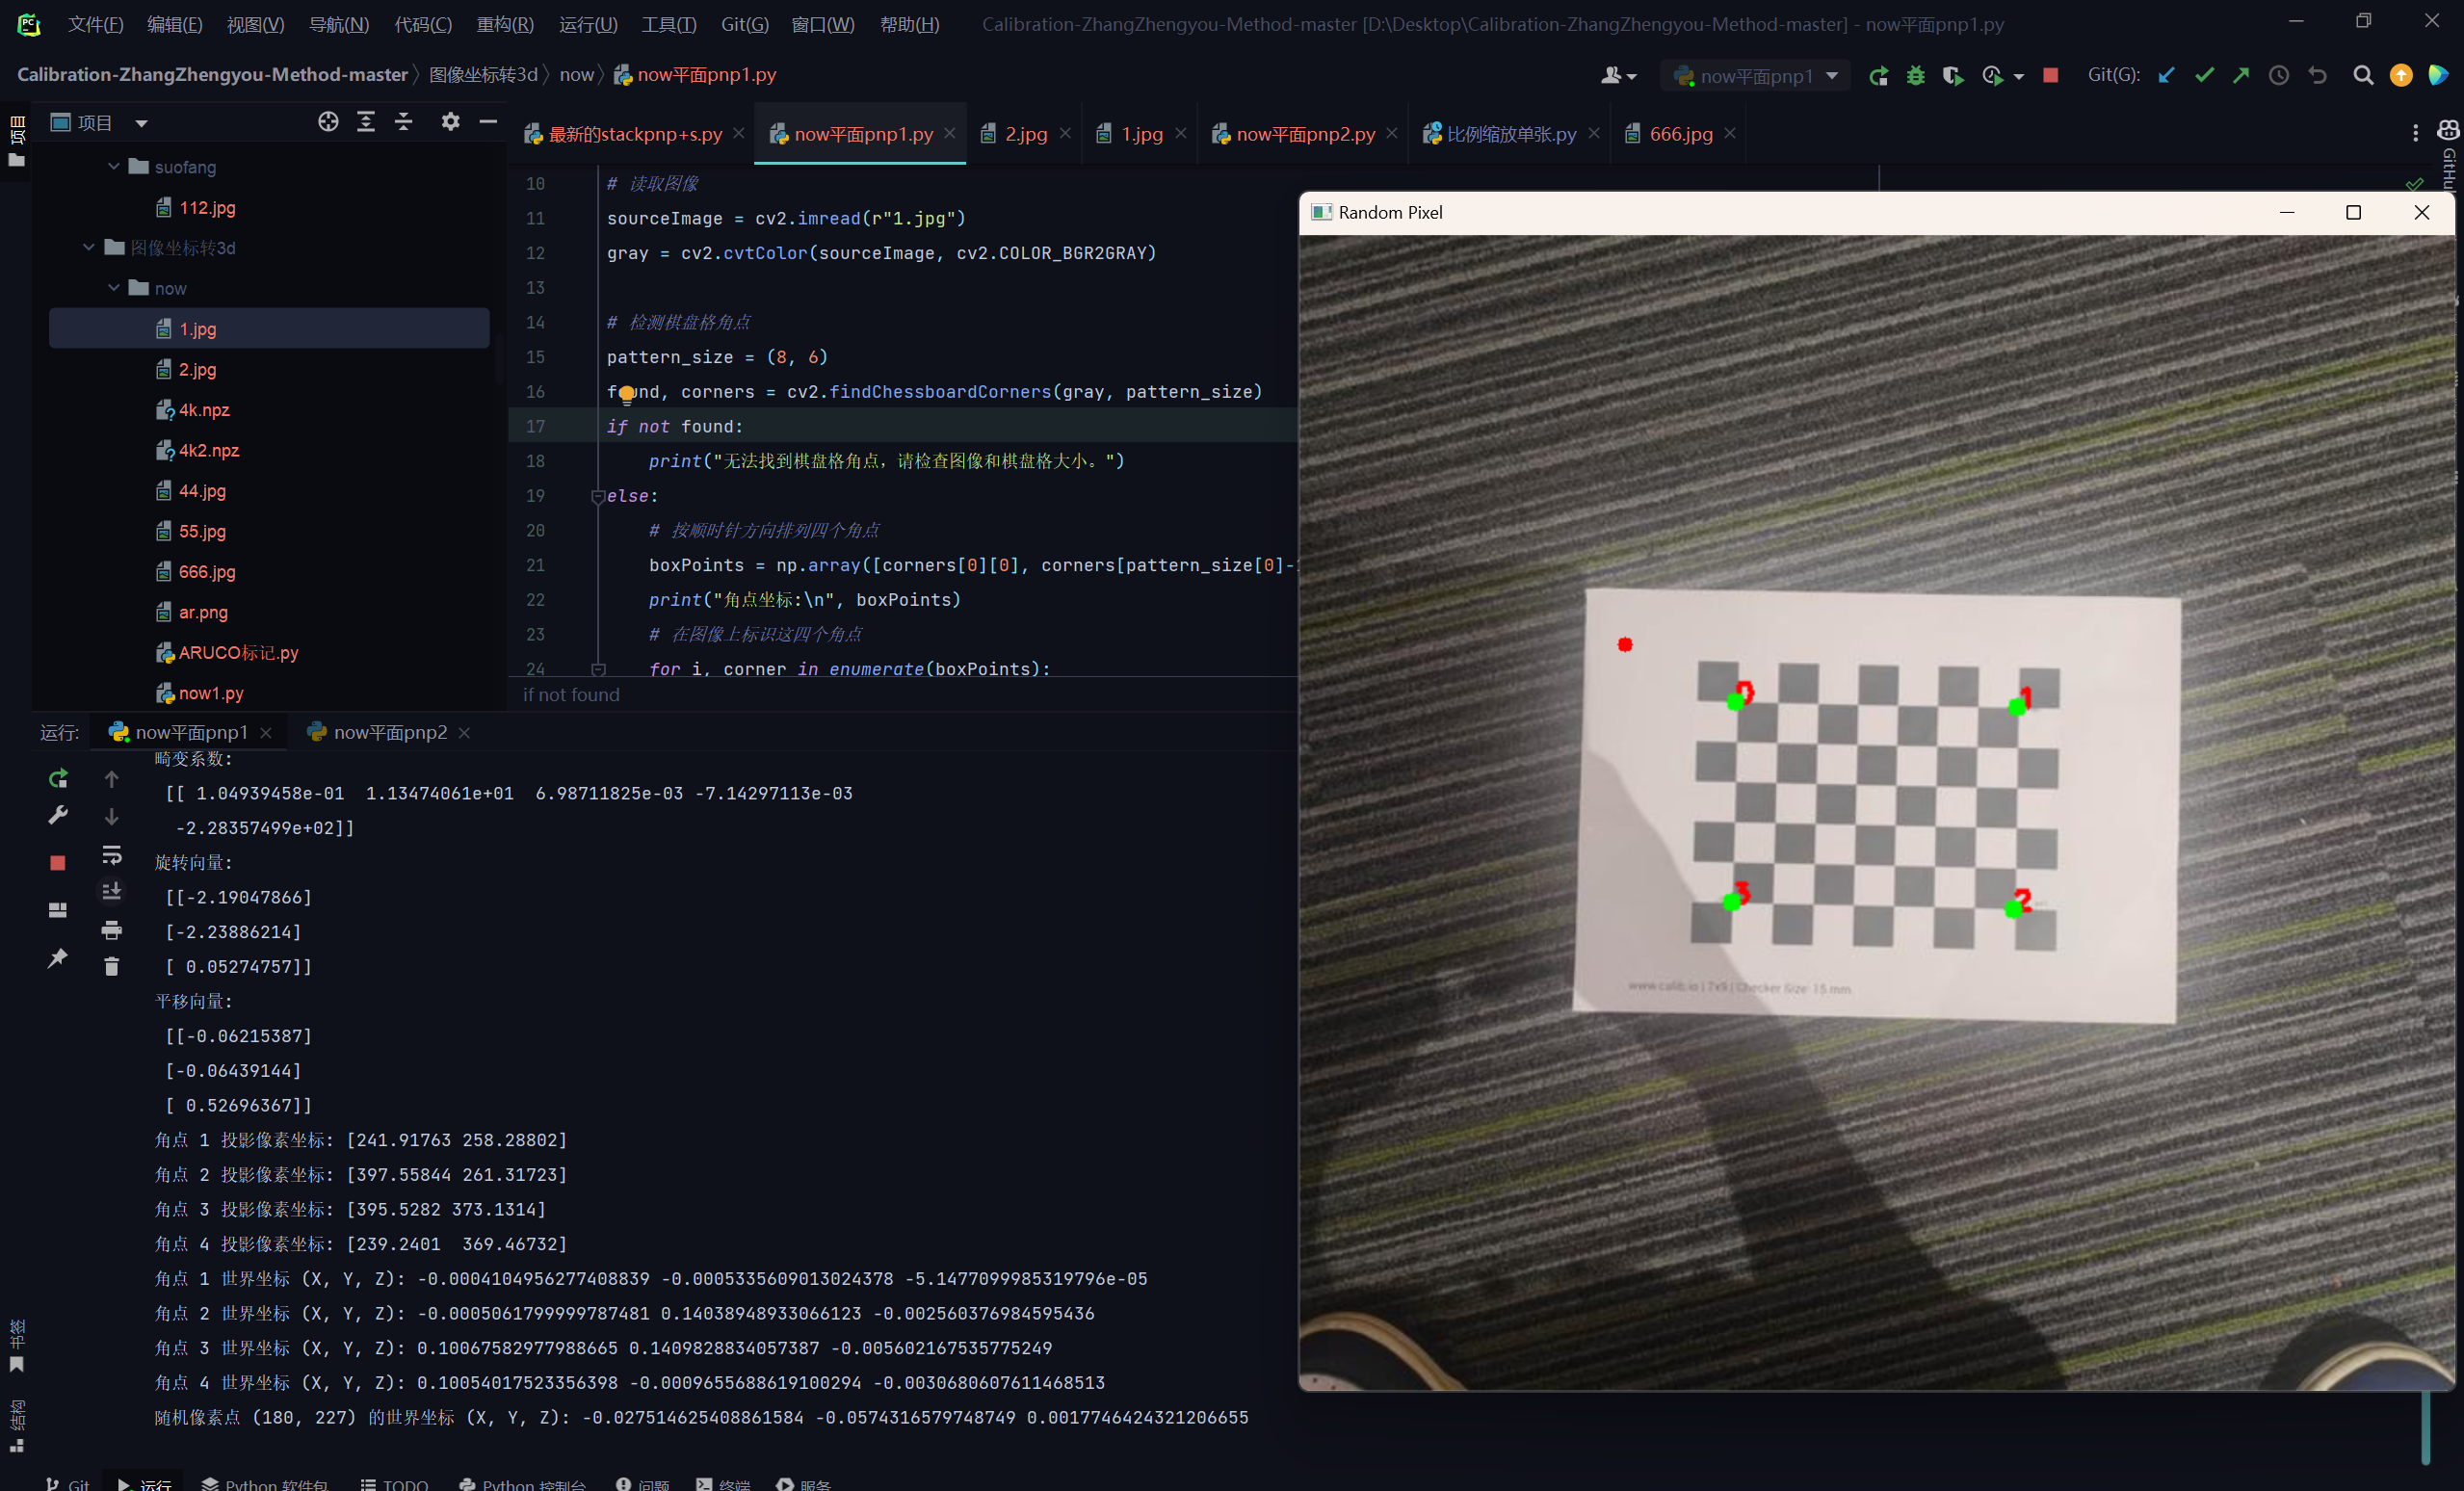 文件(F) 编辑(E) 视图(V) 导航(N) 代码(C) 重构(R) 运行(U) 工具(T) Git(G) 窗口(W) 帮助(H) Calibration-ZhangZhengyou-Method-master [D:\Desktop\Calibration-ZhangZhengyou-Method-master] - now平面pnp1.py
Calibration-ZhangZhengyou-Method-master 图像坐标转3d now now平面pnp1.py
now平面pnp1
Git(G):
项目
项目
最新的stackpnp+s.py
now平面pnp1.py
2.jpg
1.jpg
now平面pnp2.py
比例缩放单张.py
666.jpg
suofang
112.jpg
图像坐标转3d
now
1.jpg
2.jpg
4k.npz
4k2.npz
44.jpg
55.jpg
666.jpg
ar.png
ARUCO标记.py
now1.py
10 # 读取图像
11 sourceImage = cv2.imread(r"1.jpg")
12 gray = cv2.cvtColor(sourceImage, cv2.COLOR_BGR2GRAY)
13
14 # 检测棋盘格角点
15 pattern_size = (8, 6)
16 found, corners = cv2.findChessboardCorners(gray, pattern_size)
17 if not found:
18 print("无法找到棋盘格角点，请检查图像和棋盘格大小。")
19 else:
20 # 按顺时针方向排列四个角点
21 boxPoints = np.array([corners[0][0], corners[pattern_size[0]-
22 print("角点坐标:\n", boxPoints)
23 # 在图像上标识这四个角点
24 for i, corner in enumerate(boxPoints):
if not found
Random Pixel
0
1
3
2
www.calib.io | 7x9 | Checker Size: 15 mm
运行: now平面pnp1 now平面pnp2
畸变系数:
[[ 1.04939458e-01 1.13474061e+01 6.98711825e-03 -7.14297113e-03
-2.28357499e+02]]
旋转向量:
[[-2.19047866]
[-2.23886214]
[ 0.05274757]]
平移向量:
[[-0.06215387]
[-0.06439144]
[ 0.52696367]]
角点 1 投影像素坐标: [241.91763 258.28802]
角点 2 投影像素坐标: [397.55844 261.31723]
角点 3 投影像素坐标: [395.5282 373.1314]
角点 4 投影像素坐标: [239.2401 369.46732]
角点 1 世界坐标 (X, Y, Z): -0.0004104956277408839 -0.0005335609013024378 -5.1477099985319796e-05
角点 2 世界坐标 (X, Y, Z): -0.0005061799999787481 0.14038948933066123 -0.002560376984595436
角点 3 世界坐标 (X, Y, Z): 0.10067582977988665 0.1409828834057387 -0.005602167535775249
角点 4 世界坐标 (X, Y, Z): 0.10054017523356398 -0.0009655688619100294 -0.0030680607611468513
随机像素点 (180, 227) 的世界坐标 (X, Y, Z): -0.027514625408861584 -0.0574316579748749 0.0017746424321206655
书签
结构
Git 运行 Python 软件包 TODO Python 控制台 问题 终端 服务